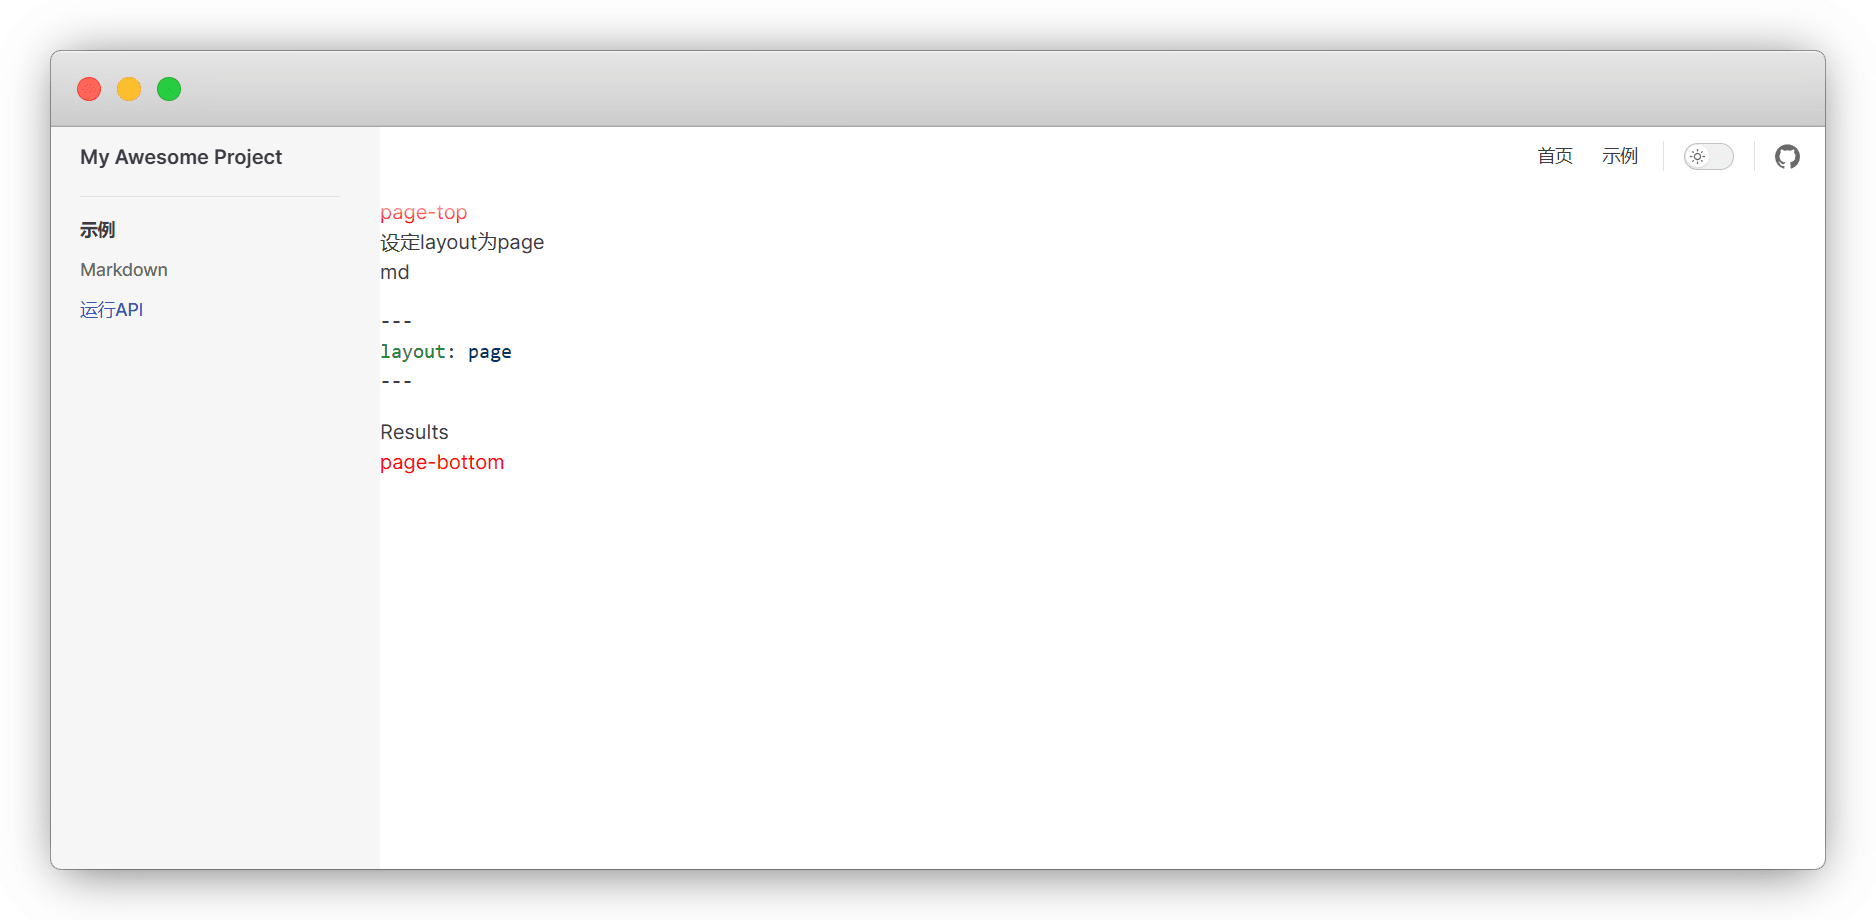 My Awesome Project
首页 示例
示例
Markdown
运行API
page-top
设定layout为page
md
---
layout: page
---
Results
page-bottom